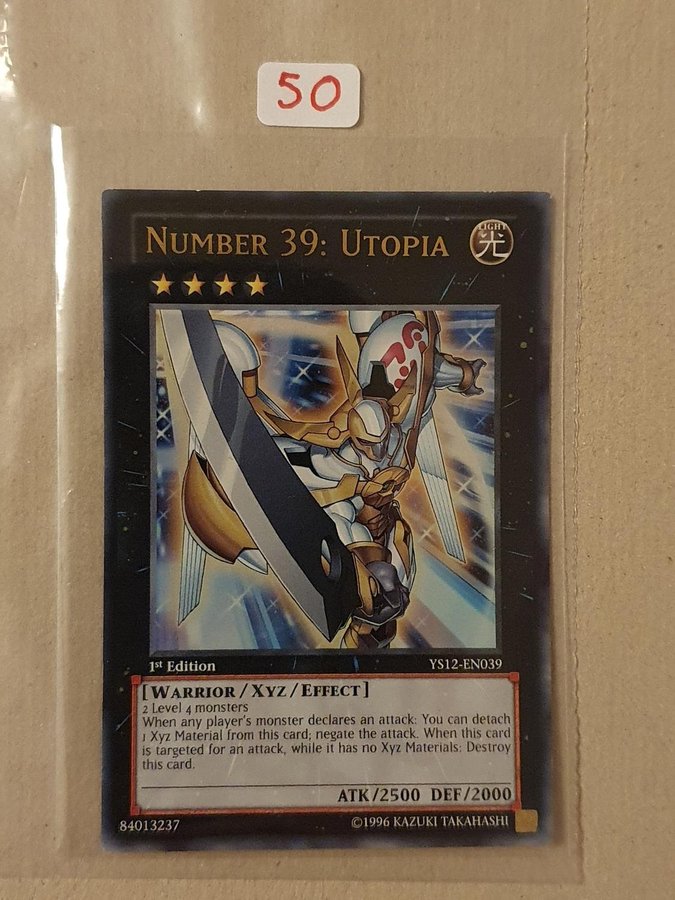 50
NUMBER 39: UTOPIA
LIGHT
光
1st Edition
YS12-EN039
[WARRIOR/XYZ/EFFECT]
2 Level 4 monsters
When any player's monster declares an attack: You can detach
1 Xyz Material from this card; negate the attack. When this card
is targeted for an attack, while it has no Xyz Materials: Destroy
this card.
ATK/2500 DEF/2000
84013237
©1996 KAZUKI TAKAHASHI